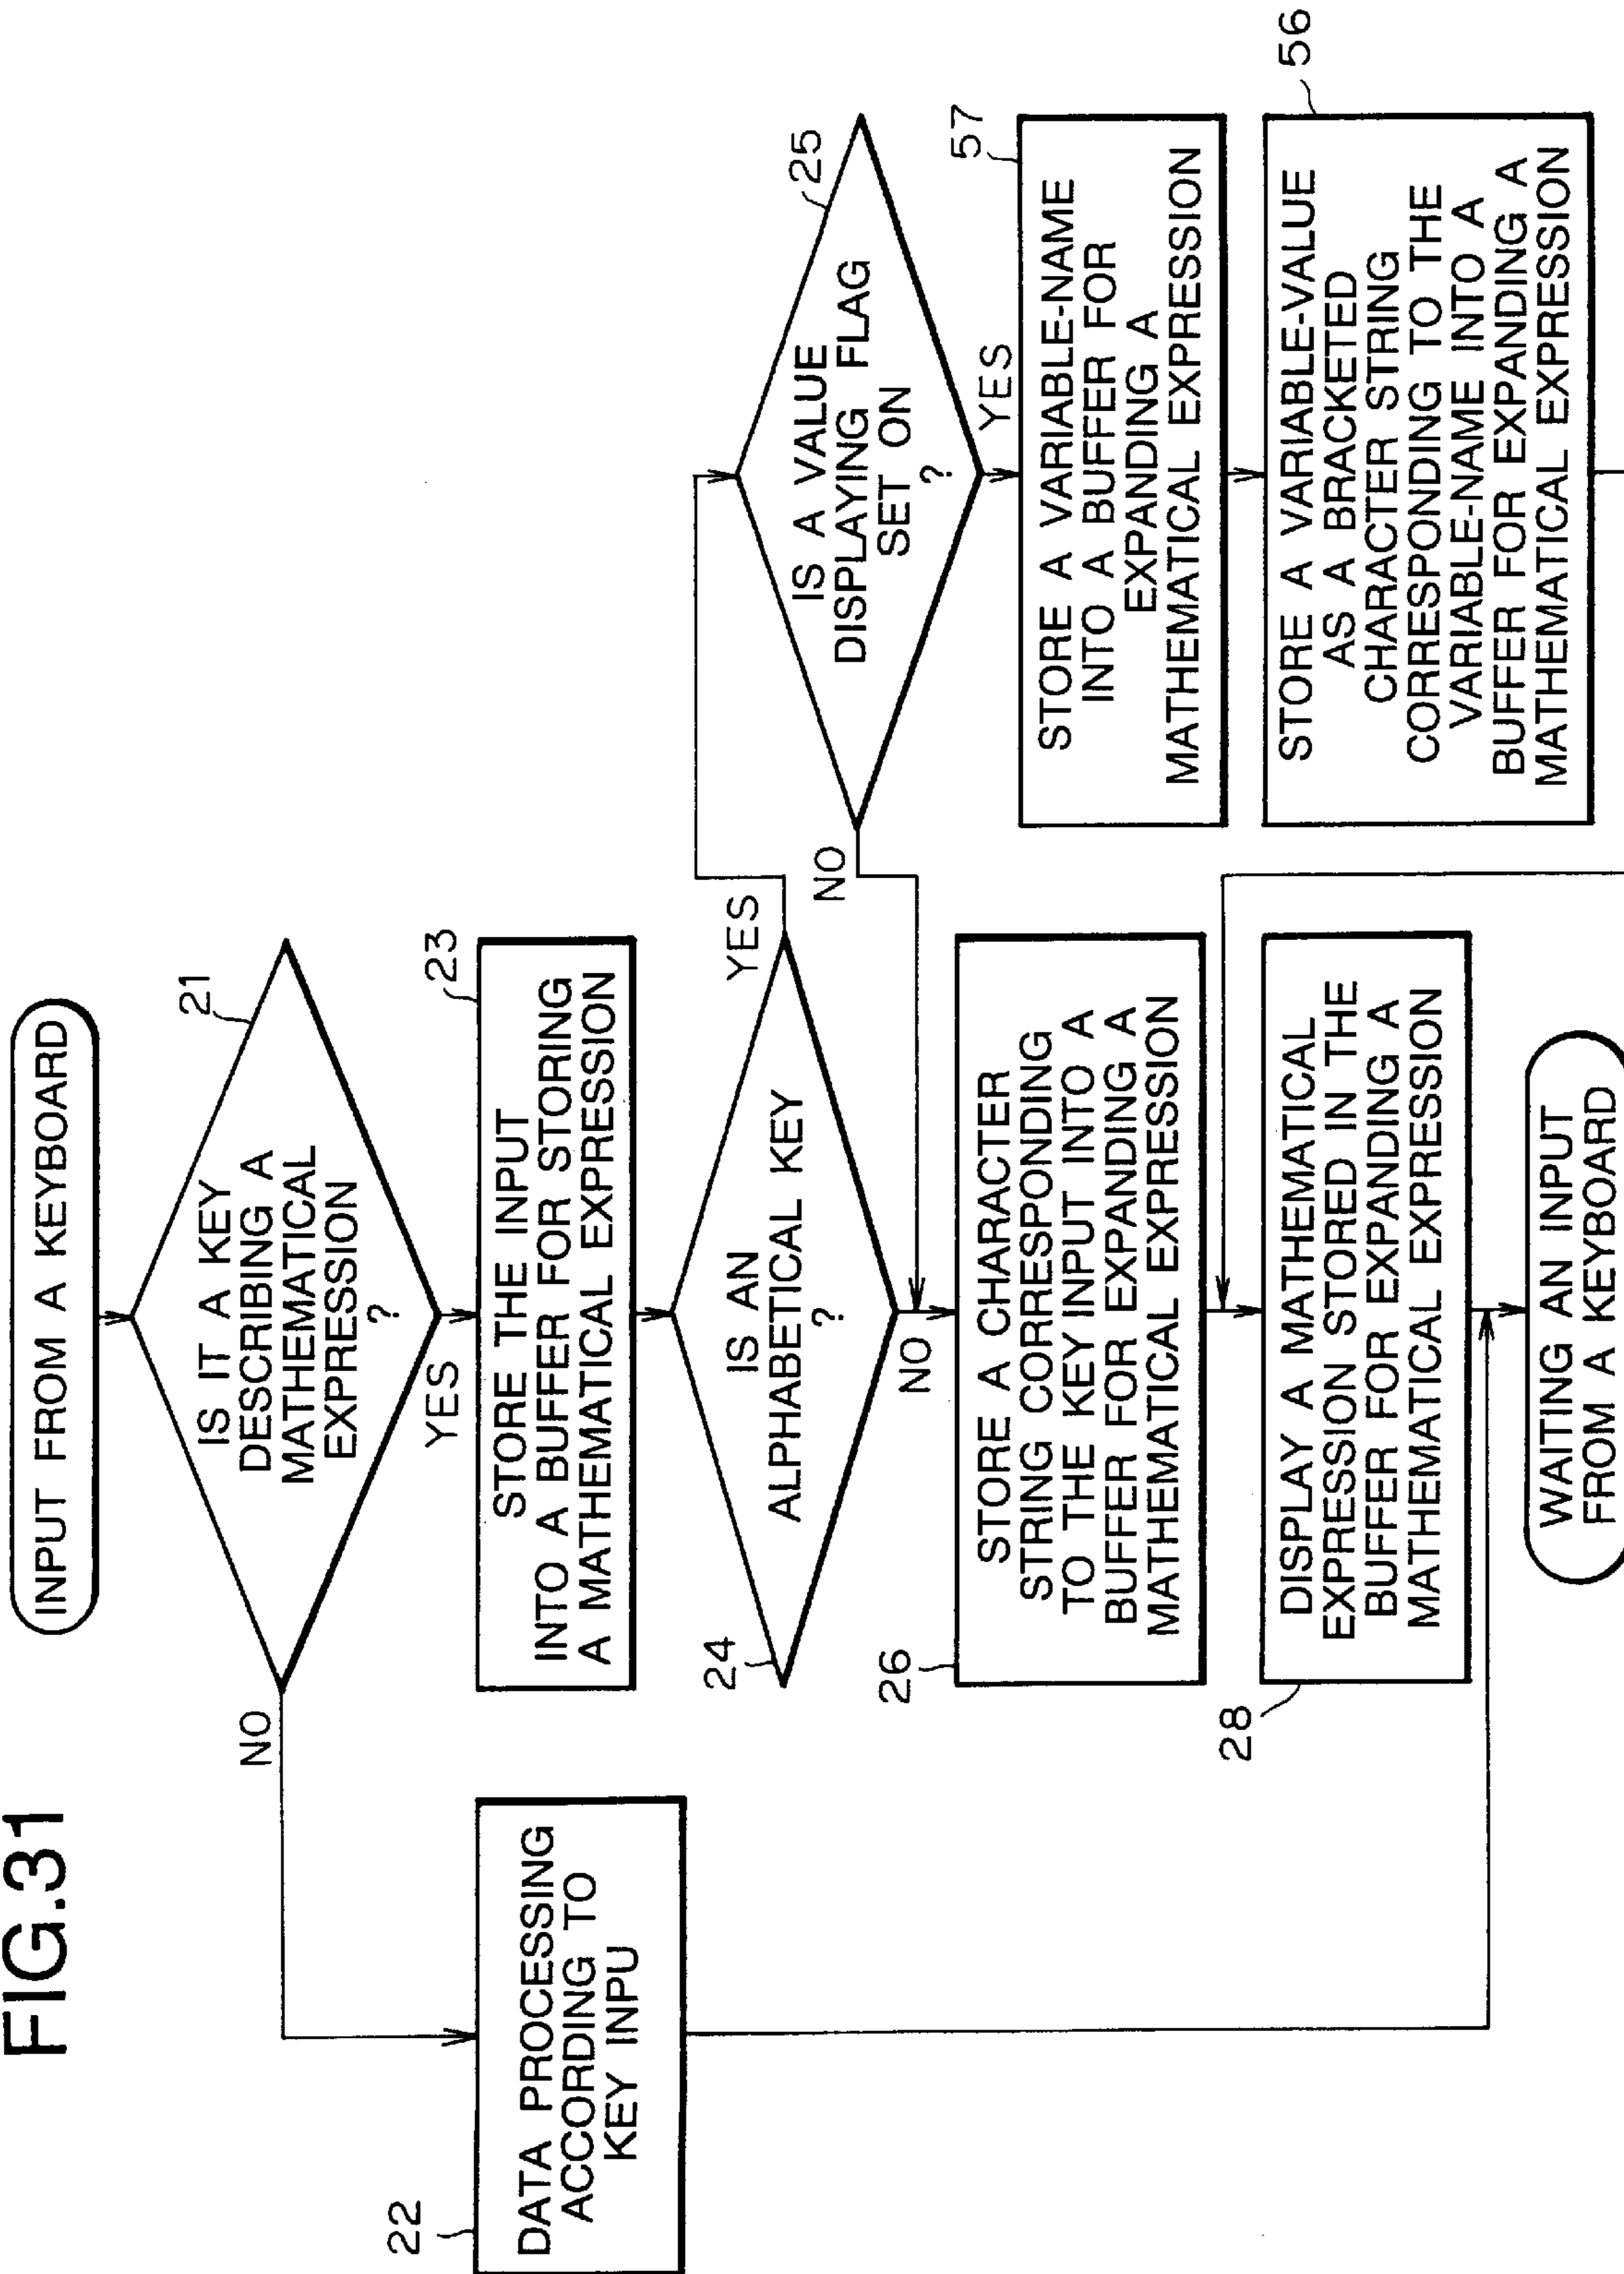 FIG.31
INPUT FROM A KEYBOARD
21
IS IT A KEY
DESCRIBING A
MATHEMATICAL
EXPRESSION
?
NO
YES
22
DATA PROCESSING
ACCORDING TO
KEY INPU
23
STORE THE INPUT
INTO A BUFFER FOR STORING
A MATHEMATICAL EXPRESSION
24
IS AN
ALPHABETICAL KEY
?
YES
NO
25
IS A VALUE
DISPLAYING FLAG
SET ON
?
NO
YES
26
STORE A CHARACTER
STRING CORRESPONDING
TO THE KEY INPUT INTO A
BUFFER FOR EXPANDING A
MATHEMATICAL EXPRESSION
57
STORE A VARIABLE-NAME
INTO A BUFFER FOR
EXPANDING A
MATHEMATICAL EXPRESSION
56
STORE A VARIABLE-VALUE
AS A BRACKETED
CHARACTER STRING
CORRESPONDING TO THE
VARIABLE-NAME INTO A
BUFFER FOR EXPANDING A
MATHEMATICAL EXPRESSION
28
DISPLAY A MATHEMATICAL
EXPRESSION STORED IN THE
BUFFER FOR EXPANDING A
MATHEMATICAL EXPRESSION
WAITING AN INPUT
FROM A KEYBOARD